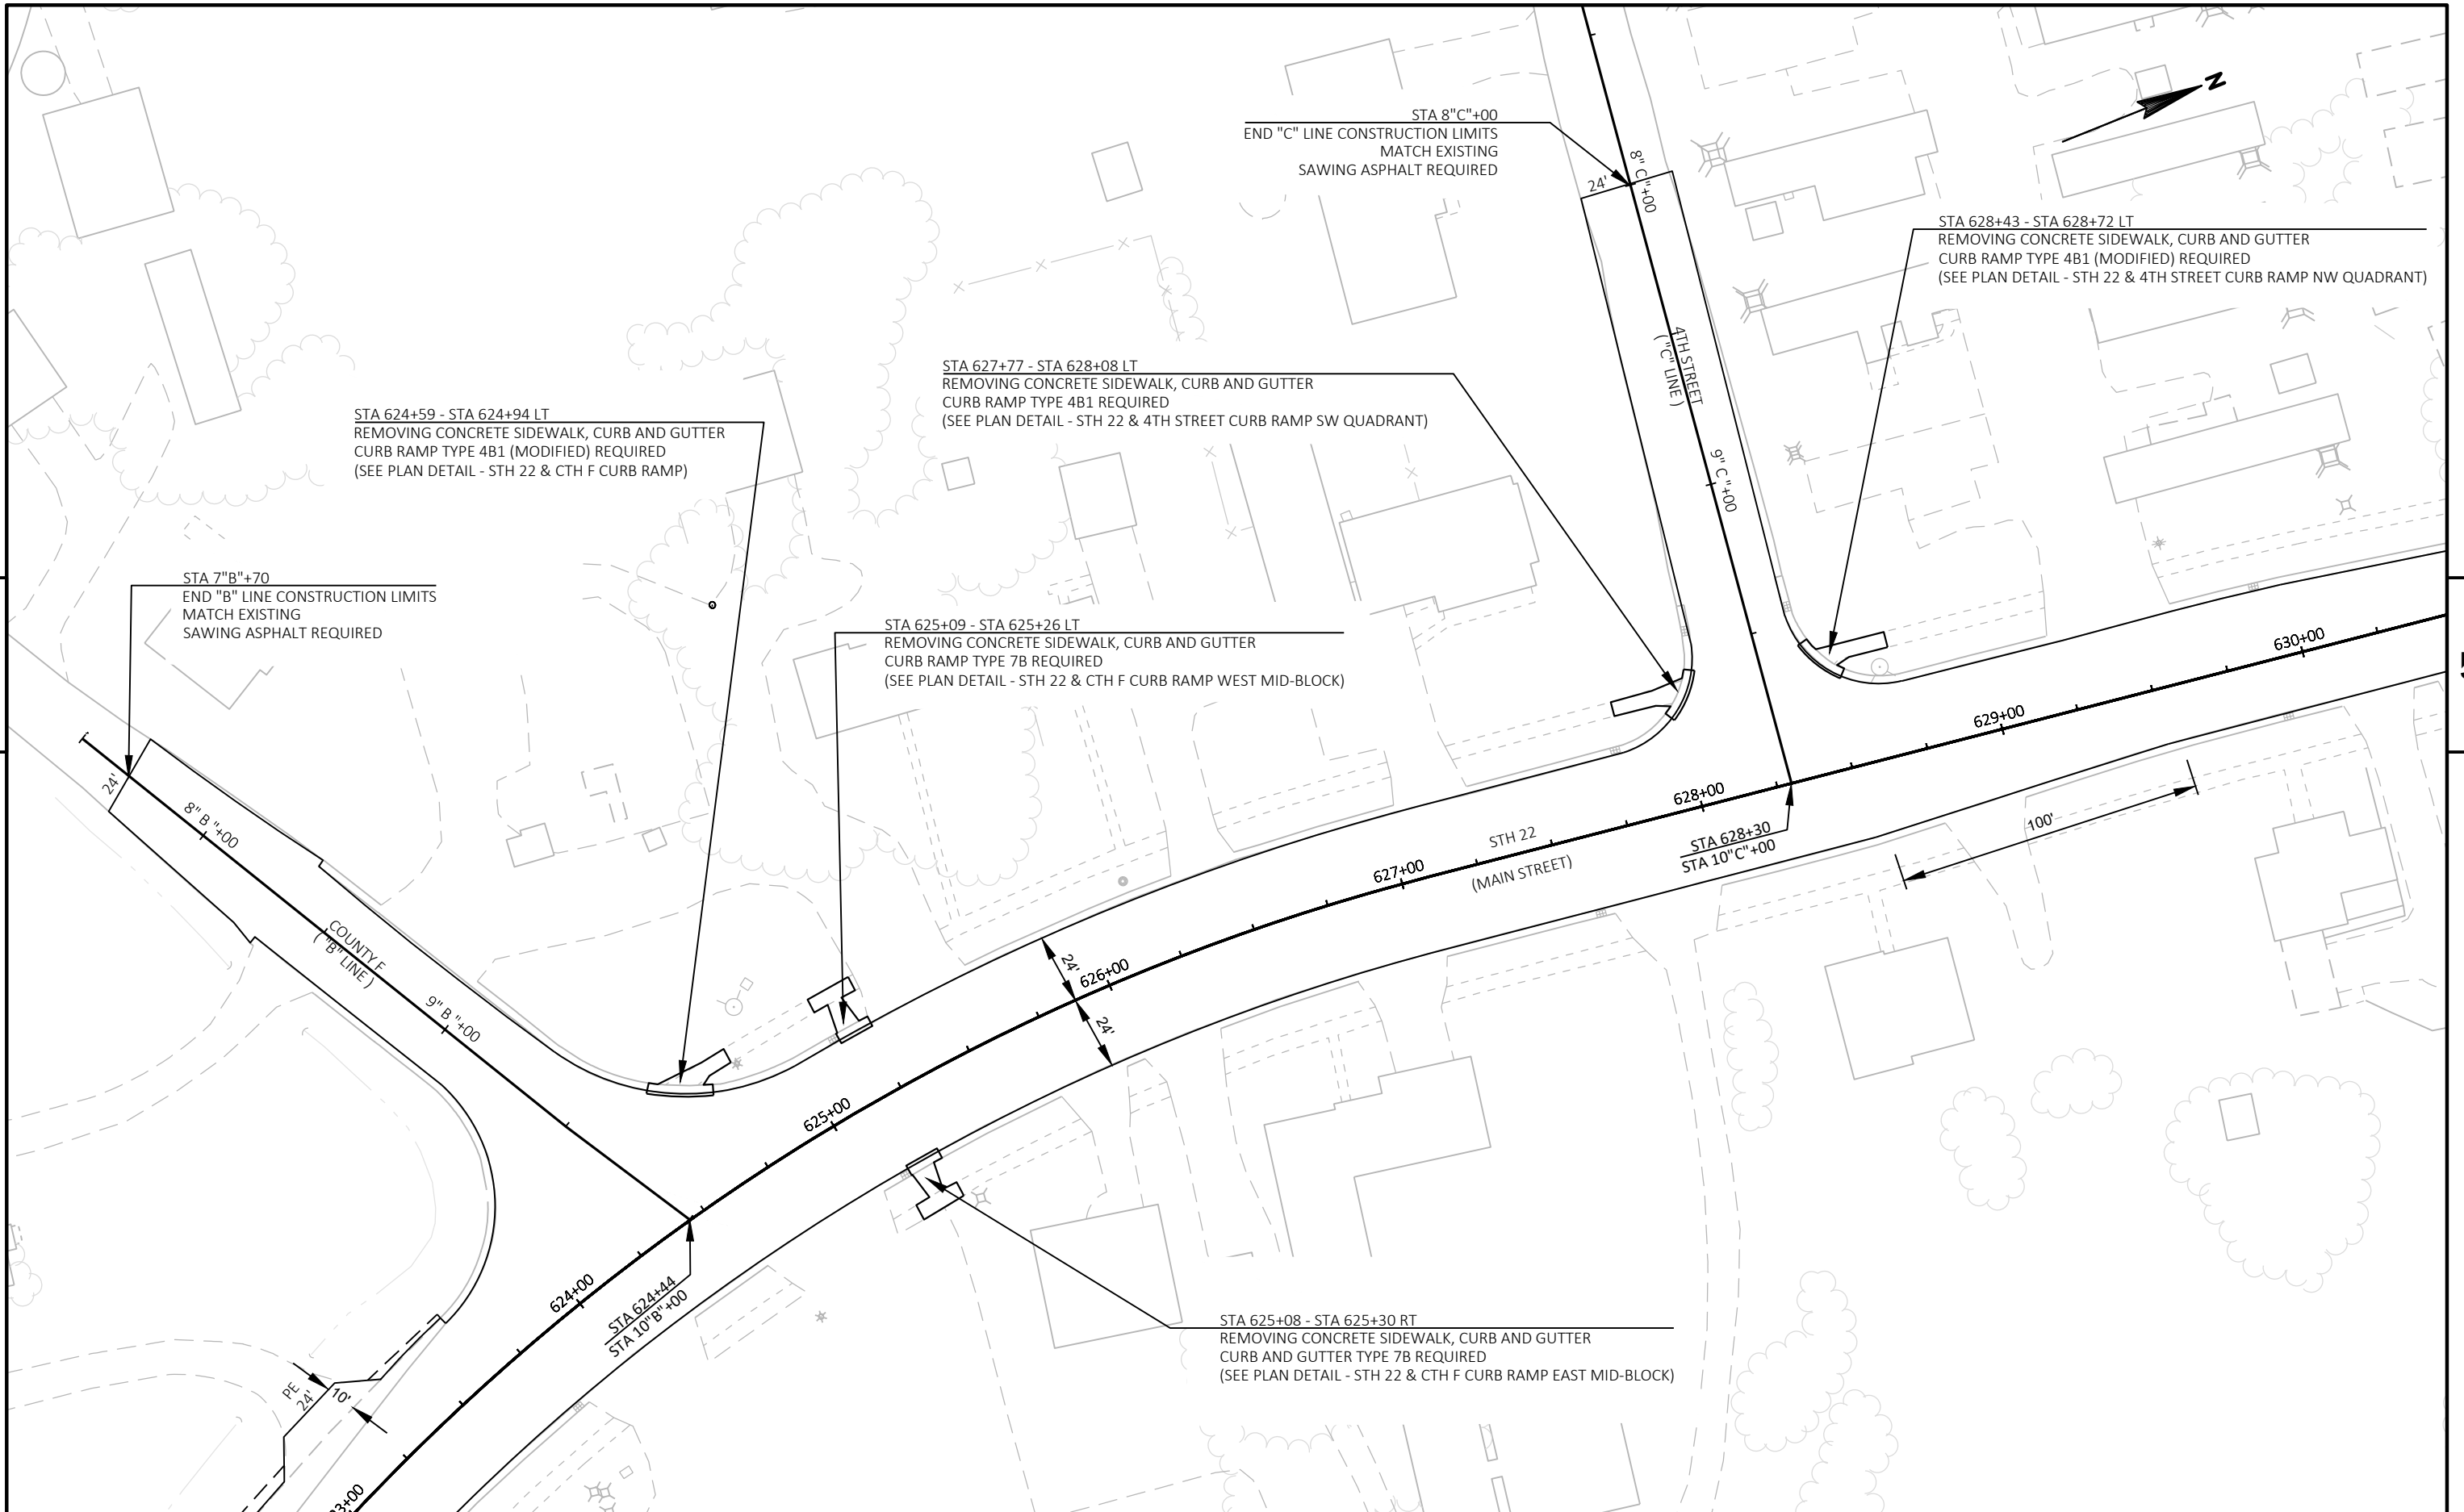 N
STA 8"C"+00
END "C" LINE CONSTRUCTION LIMITS
MATCH EXISTING
SAWING ASPHALT REQUIRED
24'
8" C "+00
STA 628+43 - STA 628+72 LT
REMOVING CONCRETE SIDEWALK, CURB AND GUTTER
CURB RAMP TYPE 4B1 (MODIFIED) REQUIRED
(SEE PLAN DETAIL - STH 22 & 4TH STREET CURB RAMP NW QUADRANT)
STA 627+77 - STA 628+08 LT
REMOVING CONCRETE SIDEWALK, CURB AND GUTTER
CURB RAMP TYPE 4B1 REQUIRED
(SEE PLAN DETAIL - STH 22 & 4TH STREET CURB RAMP SW QUADRANT)
4TH STREET
( "C" LINE )
9" C "+00
STA 624+59 - STA 624+94 LT
REMOVING CONCRETE SIDEWALK, CURB AND GUTTER
CURB RAMP TYPE 4B1 (MODIFIED) REQUIRED
(SEE PLAN DETAIL - STH 22 & CTH F CURB RAMP)
STA 7"B"+70
END "B" LINE CONSTRUCTION LIMITS
MATCH EXISTING
SAWING ASPHALT REQUIRED
STA 625+09 - STA 625+26 LT
REMOVING CONCRETE SIDEWALK, CURB AND GUTTER
CURB RAMP TYPE 7B REQUIRED
(SEE PLAN DETAIL - STH 22 & CTH F CURB RAMP WEST MID-BLOCK)
630+00
629+00
628+00
STA 628+30
STA 10"C"+00
100'
STH 22
(MAIN STREET)
627+00
24'
8" B "+00
COUNTY F
( "B" LINE )
9" B "+00
24'
626+00
24'
625+00
624+00
STA 624+44
STA 10"B"+00
STA 625+08 - STA 625+30 RT
REMOVING CONCRETE SIDEWALK, CURB AND GUTTER
CURB AND GUTTER TYPE 7B REQUIRED
(SEE PLAN DETAIL - STH 22 & CTH F CURB RAMP EAST MID-BLOCK)
PE
24'
10'